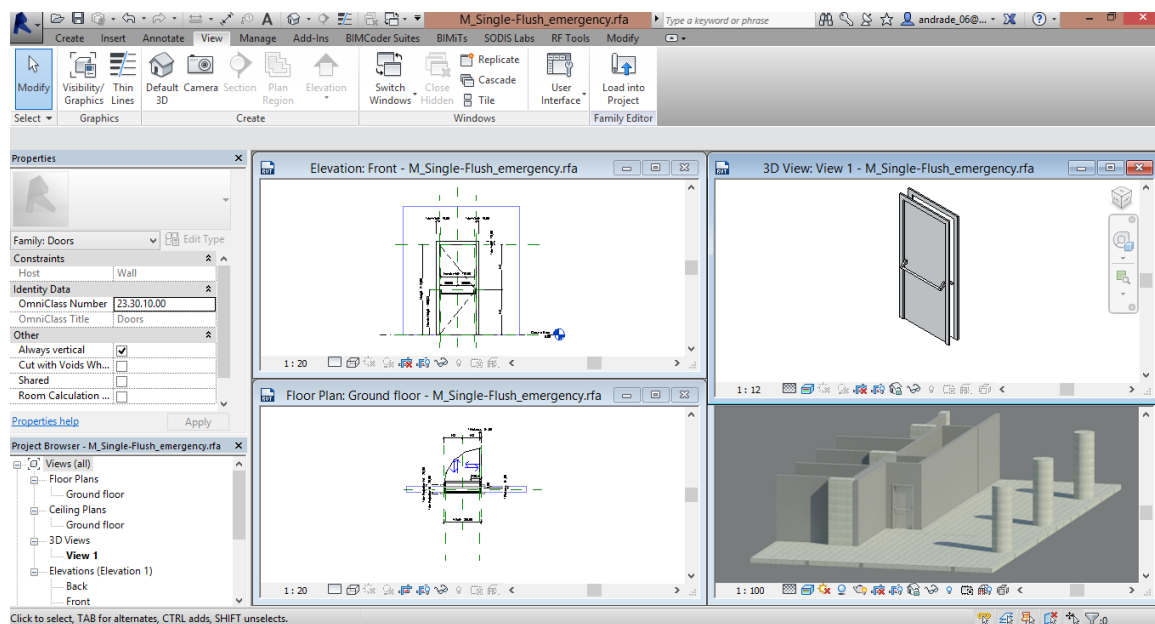 M_Single-Flush_emergency.rfa
Type a keyword or phrase
andrade_06@...
Create Insert Annotate View Manage Add-Ins BIMCoder Suites BIMiTs SODIS Labs RF Tools Modify
Modify
Visibility/ Graphics
Thin Lines
Default 3D
Camera
Section
Plan Region
Elevation
Switch Windows
Close Hidden
Replicate
Cascade
Tile
User Interface
Load into Project
Select
Graphics
Create
Windows
Family Editor
Properties
Family: Doors
Edit Type
Constraints
Host Wall
Identity Data
OmniClass Number 23.30.10.00
OmniClass Title Doors
Other
Always vertical
Cut with Voids Wh...
Shared
Room Calculation ...
Properties help
Apply
Project Browser - M_Single-Flush_emergency.rfa
Views (all)
Floor Plans
Ground floor
Ceiling Plans
Ground floor
3D Views
View 1
Elevations (Elevation 1)
Back
Front
Elevation: Front - M_Single-Flush_emergency.rfa
1 : 20
Floor Plan: Ground floor - M_Single-Flush_emergency.rfa
1 : 20
3D View: View 1 - M_Single-Flush_emergency.rfa
1 : 12
1 : 100
Click to select, TAB for alternates, CTRL adds, SHIFT unselects.
:0